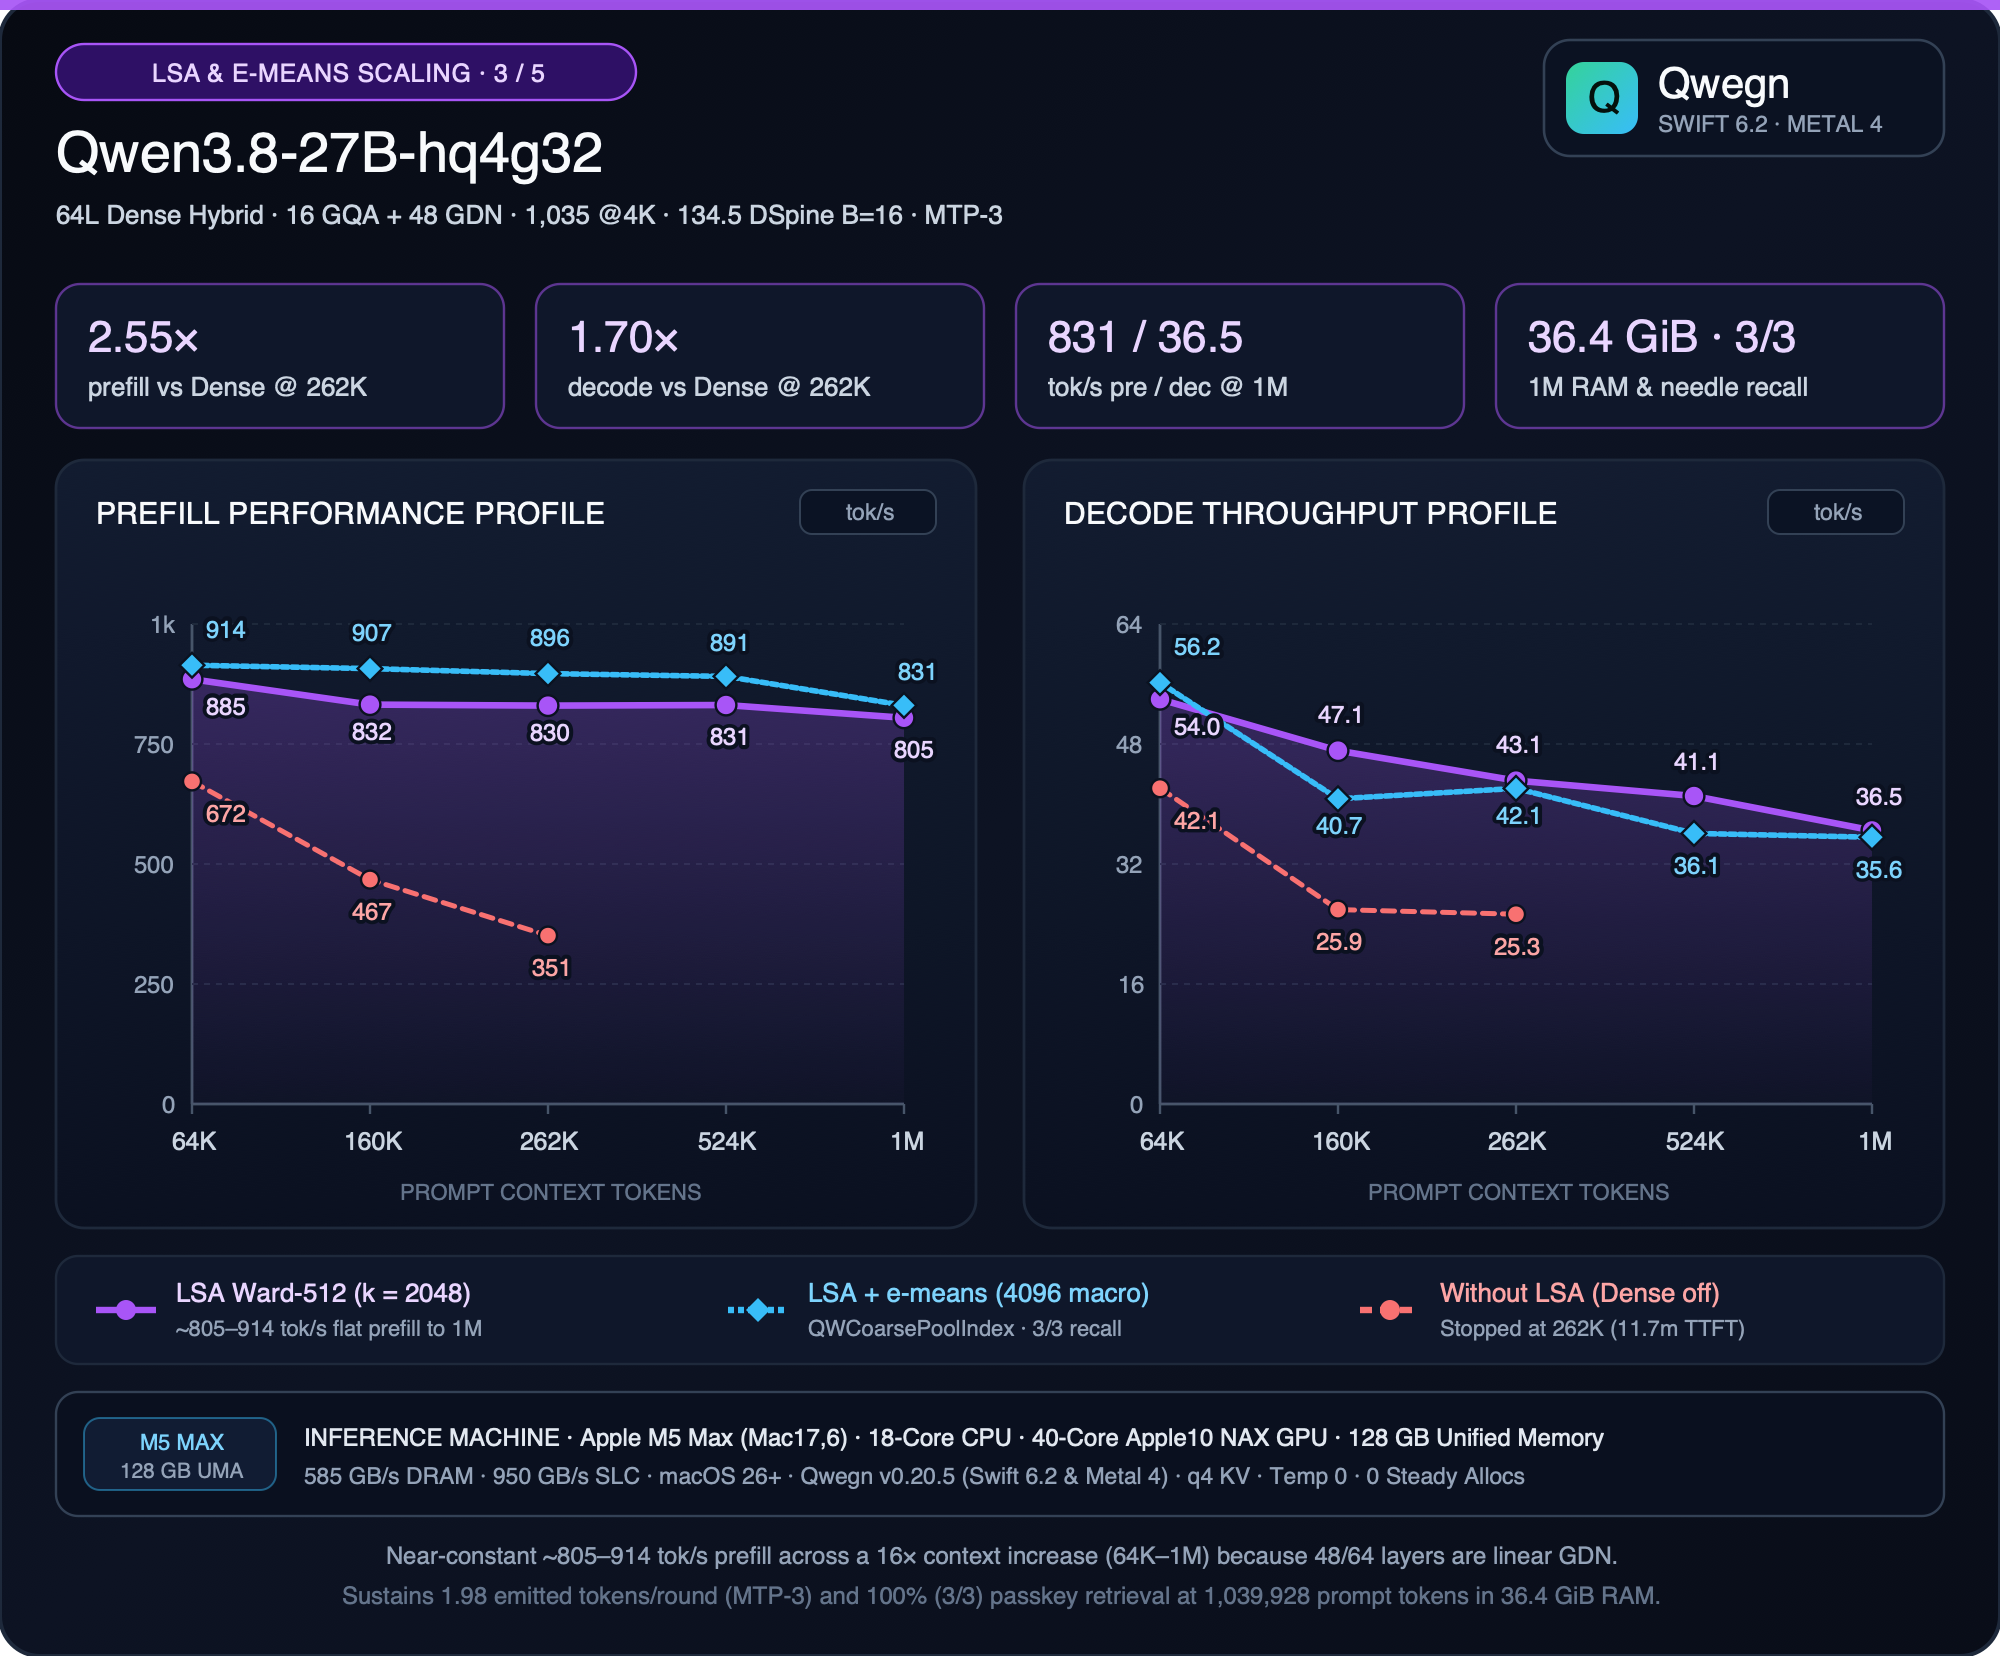 LSA & E-MEANS SCALING · 3 / 5
Qwegn
SWIFT 6.2 · METAL 4
Q
Qwen3.8-27B-hq4g32
64L Dense Hybrid · 16 GQA + 48 GDN · 1,035 @4K · 134.5 DSpine B=16 · MTP-3
2.55×
prefill vs Dense @ 262K
1.70×
decode vs Dense @ 262K
831 / 36.5
tok/s pre / dec @ 1M
36.4 GiB · 3/3
1M RAM & needle recall
PREFILL PERFORMANCE PROFILE
tok/s
1k
750
500
250
0
914
907
896
891
831
885
832
830
831
805
672
467
351
64K
160K
262K
524K
1M
PROMPT CONTEXT TOKENS
DECODE THROUGHPUT PROFILE
tok/s
64
48
32
16
0
56.2
54.0
47.1
43.1
41.1
36.5
40.7
42.1
36.1
35.6
42.1
25.9
25.3
64K
160K
262K
524K
1M
PROMPT CONTEXT TOKENS
LSA Ward-512 (k = 2048)
~805–914 tok/s flat prefill to 1M
LSA + e-means (4096 macro)
QWCoarsePoolIndex · 3/3 recall
Without LSA (Dense off)
Stopped at 262K (11.7m TTFT)
M5 MAX
128 GB UMA
INFERENCE MACHINE · Apple M5 Max (Mac17,6) · 18-Core CPU · 40-Core Apple10 NAX GPU · 128 GB Unified Memory
585 GB/s DRAM · 950 GB/s SLC · macOS 26+ · Qwegn v0.20.5 (Swift 6.2 & Metal 4) · q4 KV · Temp 0 · 0 Steady Allocs
Near-constant ~805–914 tok/s prefill across a 16× context increase (64K–1M) because 48/64 layers are linear GDN.
Sustains 1.98 emitted tokens/round (MTP-3) and 100% (3/3) passkey retrieval at 1,039,928 prompt tokens in 36.4 GiB RAM.